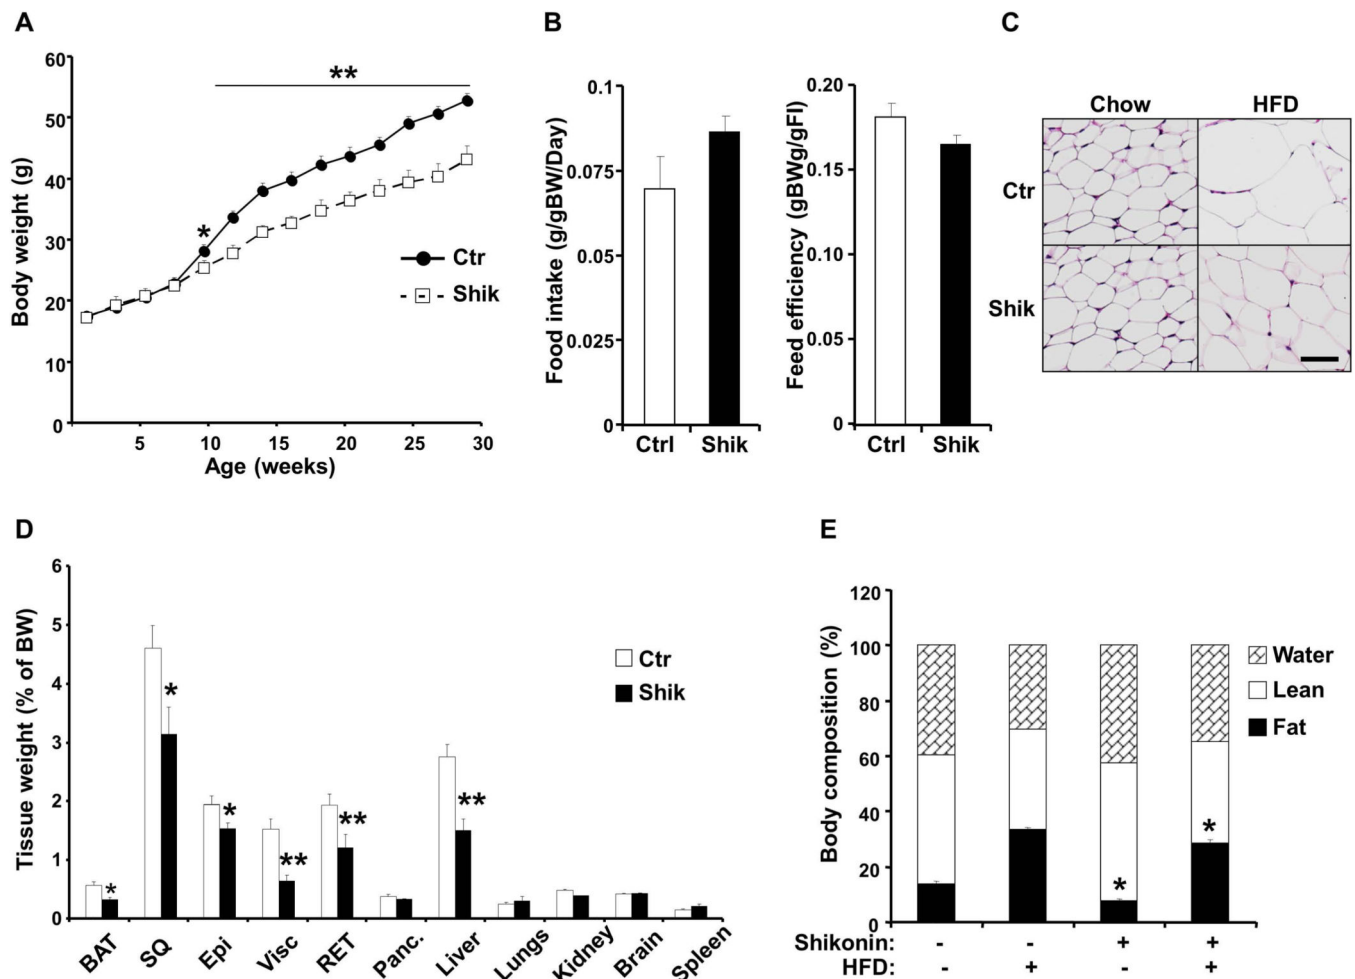 A
60
50
40
30
20
10
0
Body weight (g)
**
*
Ctr
Shik
5 10 15 20 25 30
Age (weeks)
B
0.1
0.075
0.05
0.025
0
Food intake (g/gBW/Day)
Ctrl Shik
0.20
0.15
0.10
0.05
0
Feed efficiency (gBWg/gFI)
Ctrl Shik
C
Chow HFD
Ctr
Shik
D
6
5
4
3
2
1
0
Tissue weight (% of BW)
* * * ** ** **
Ctr
Shik
BAT SQ Epi Visc RET Panc. Liver Lungs Kidney Brain Spleen
E
120
100
80
60
40
20
0
Body composition (%)
* *
Water
Lean
Fat
Shikonin: - - + +
HFD: - + - +